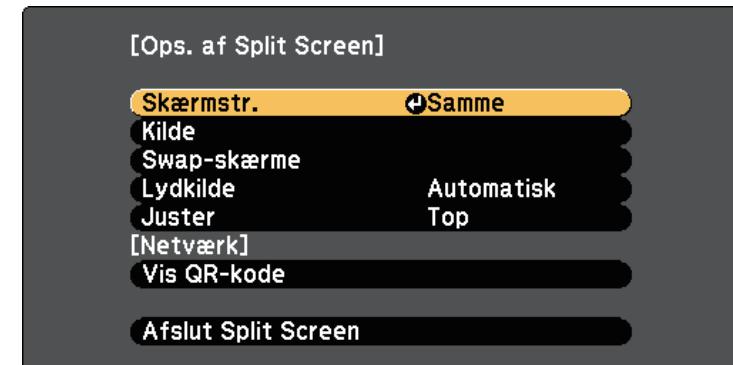 [Ops. af Split Screen]
Skærmstr. Samme
Kilde
Swap-skærme
Lydkilde Automatisk
Juster Top
[Netværk]
Vis QR-kode
Afslut Split Screen